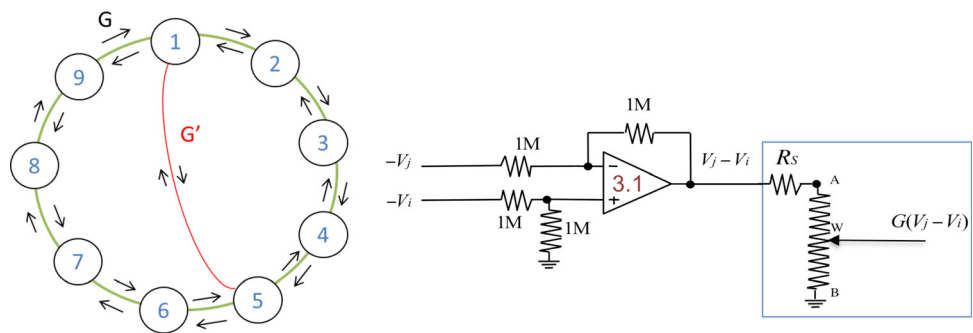 G
1
2
3
4
5
6
7
8
9
G'
1M
1M
-Vj
Vj-Vi
RS
3.1
-
+
A
-Vi
1M
1M
W
G(Vj-Vi)
B